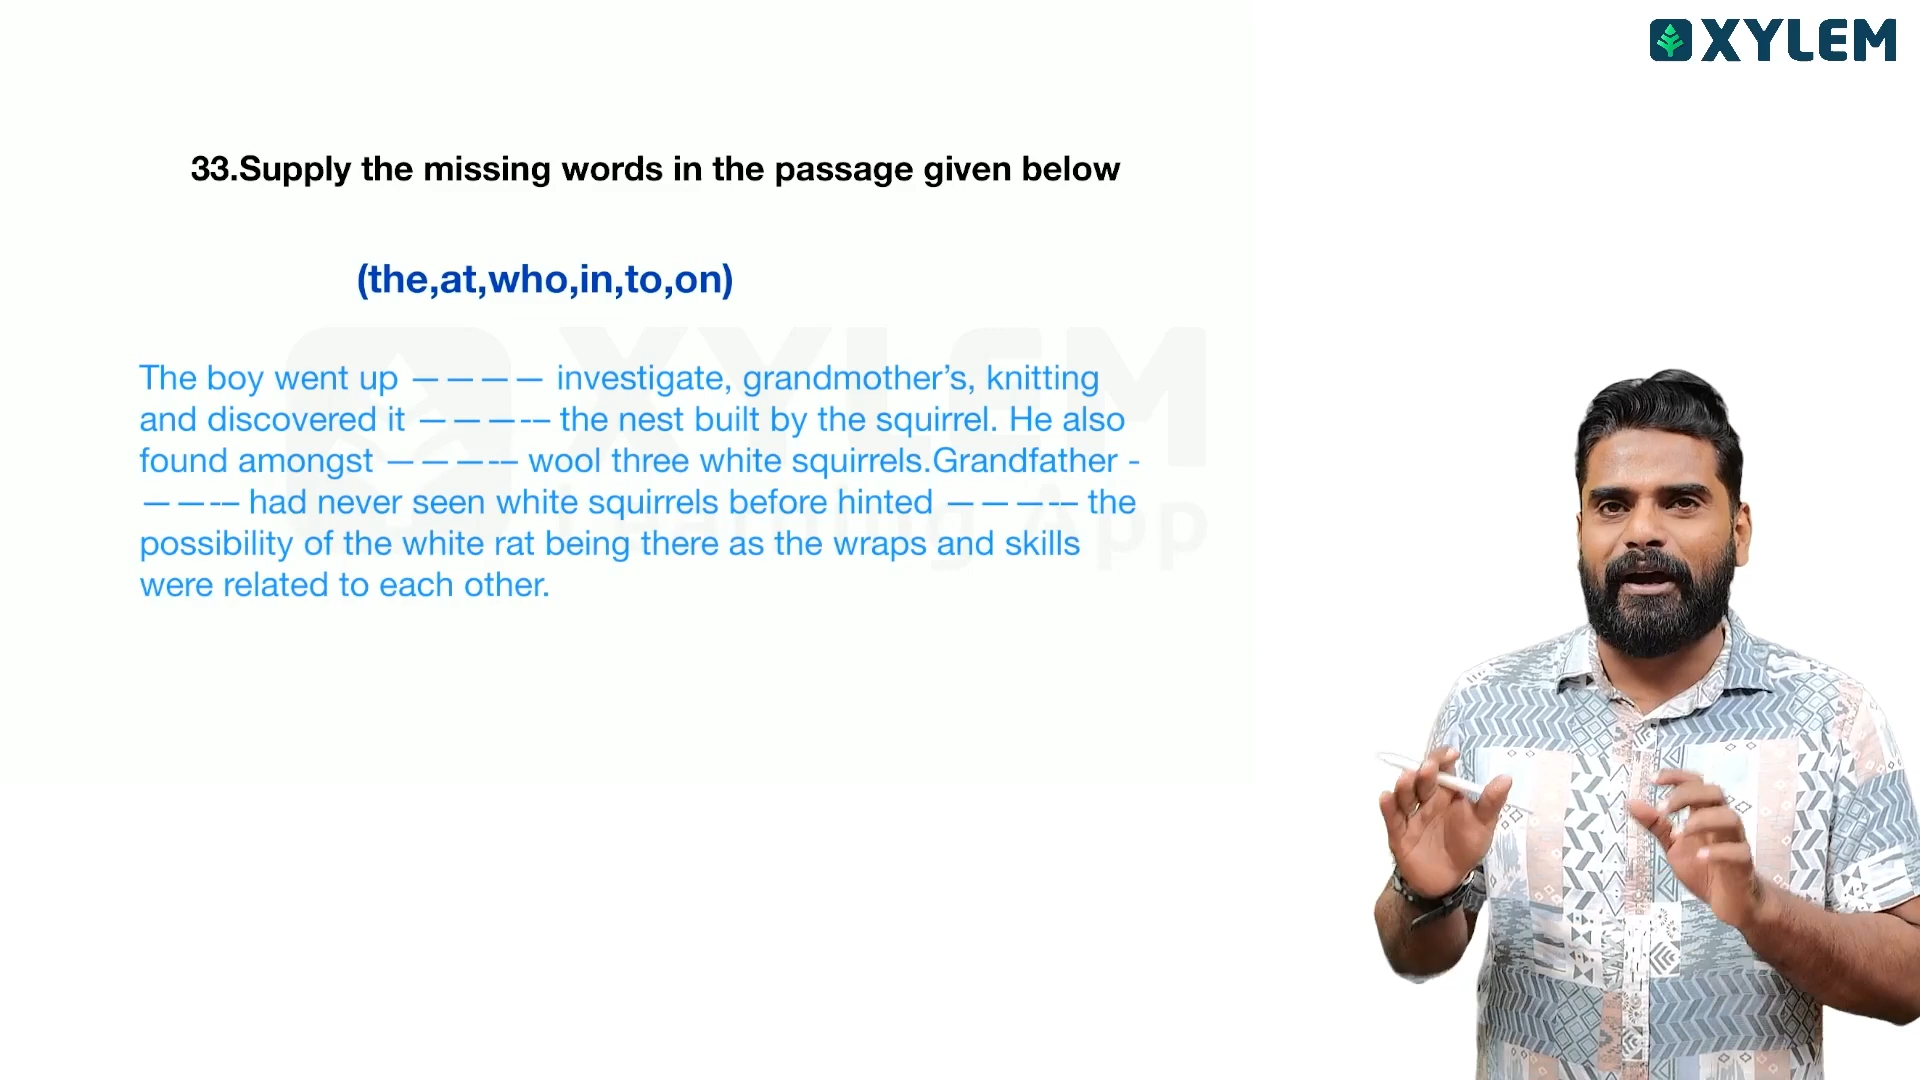 XYLEM
33.Supply the missing words in the passage given below
(the,at,who,in,to,on)
The boy went up ———— investigate, grandmother’s, knitting
and discovered it ———-– the nest built by the squirrel. He also
found amongst ———-– wool three white squirrels.Grandfather -
——-– had never seen white squirrels before hinted ———-– the
possibility of the white rat being there as the wraps and skills
were related to each other.
XYLEM
Learning App